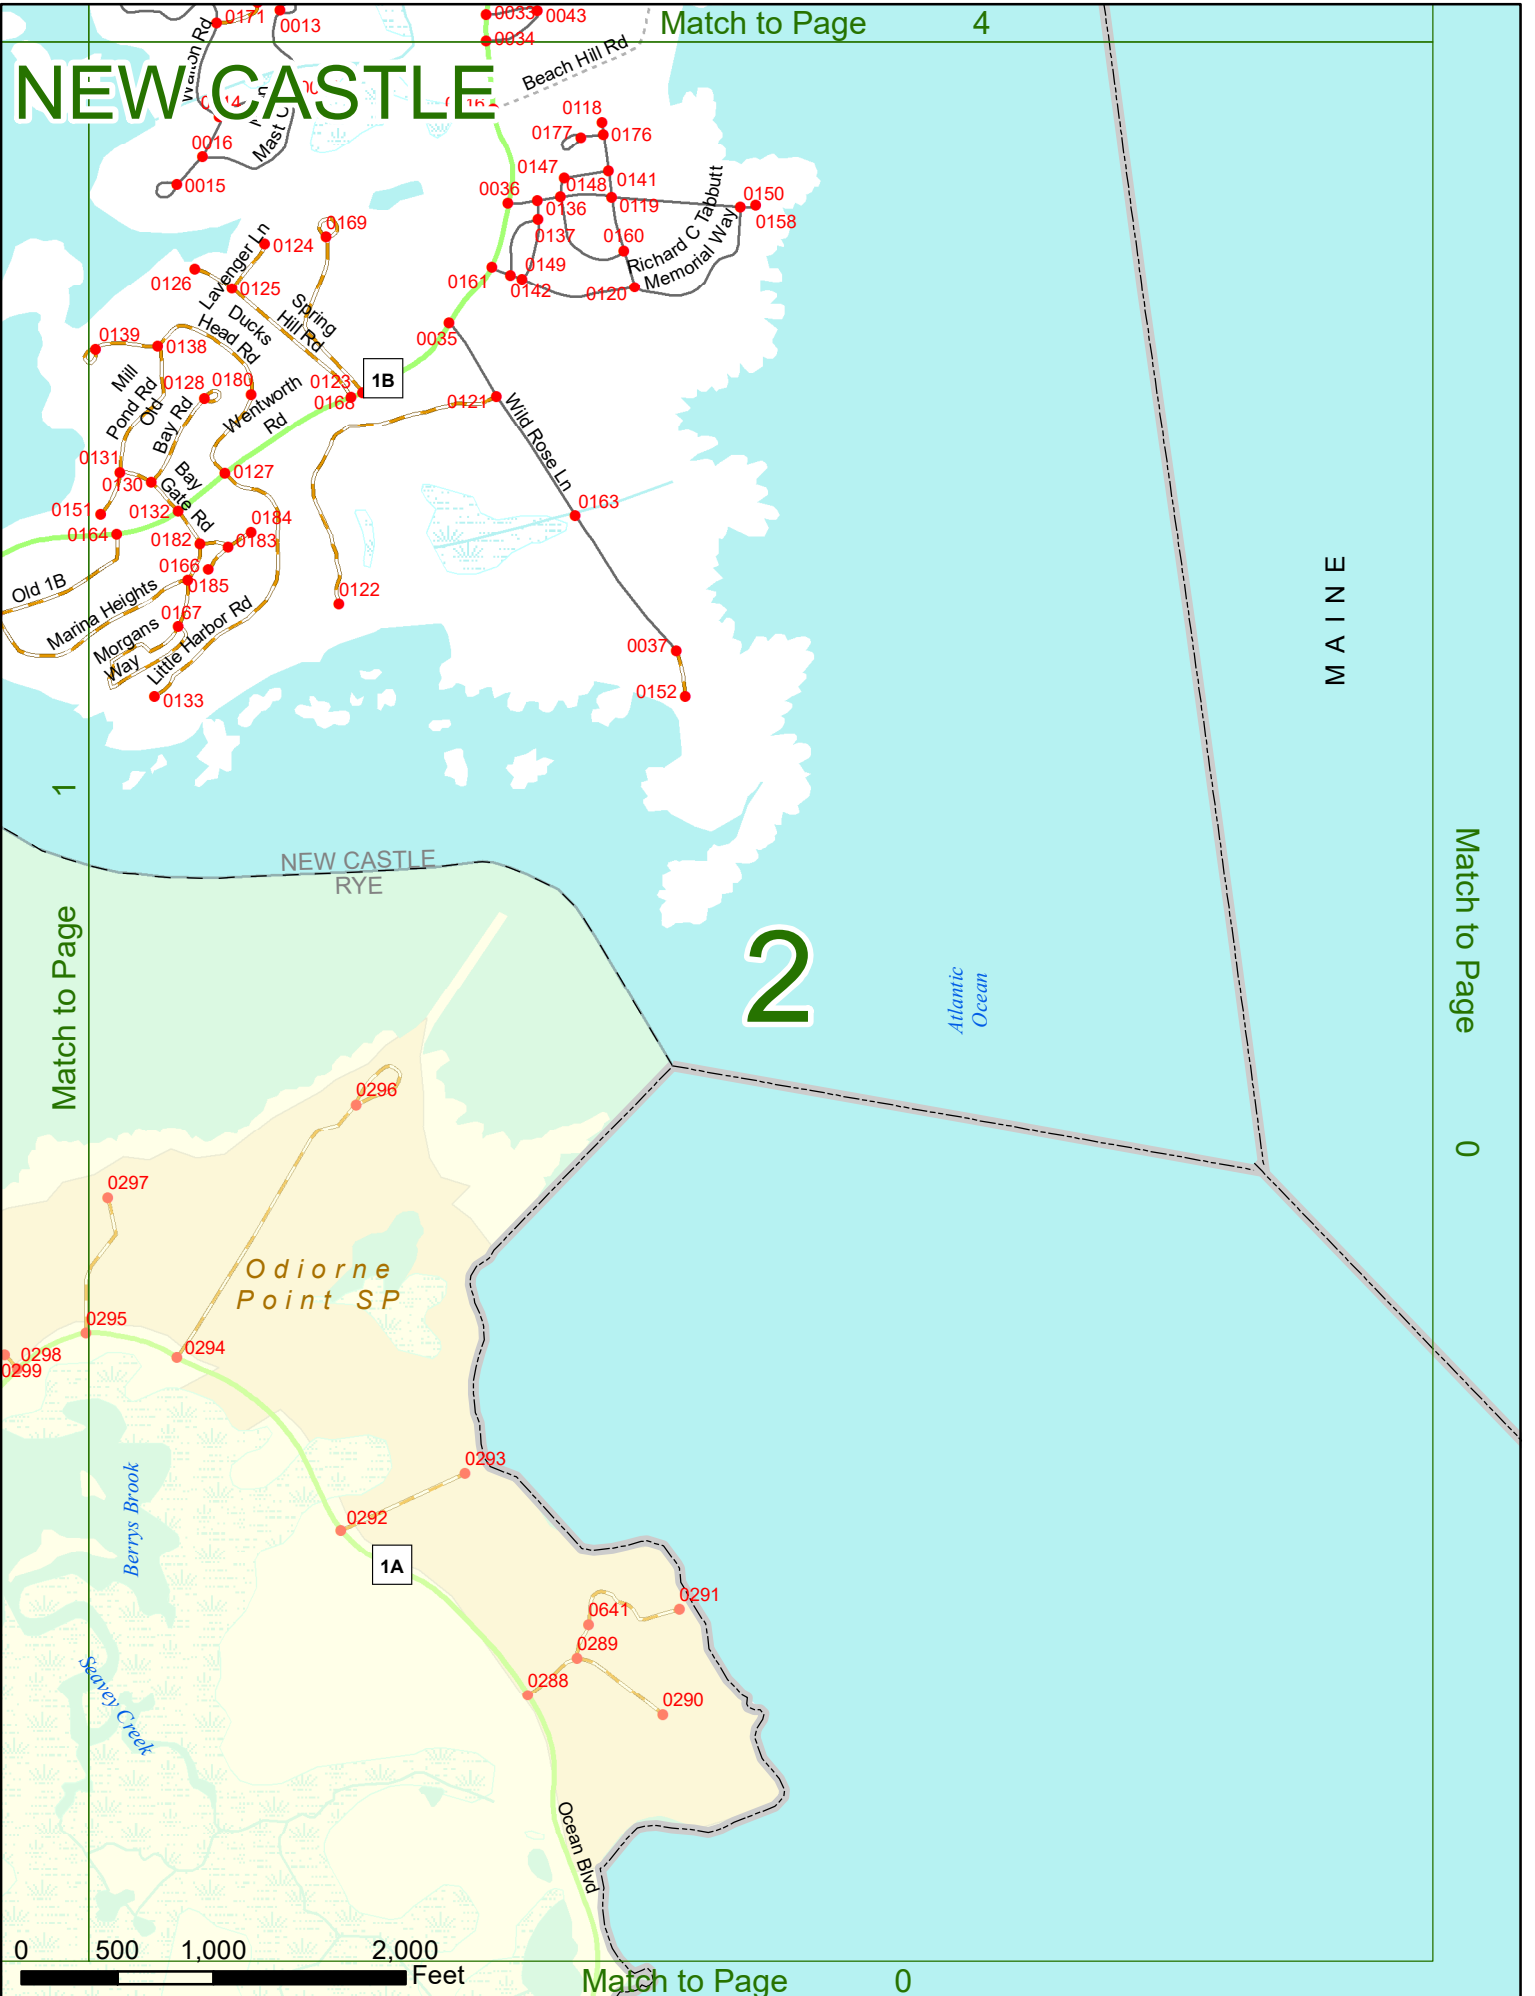 Match to Page 4
NEW CASTLE
0171
0013
0033
0043
0034
Beach Hill Rd
Walton Rd
Mast
0016
0015
0118
0177
0176
0147
0148
0141
0036
0136
0119
0150
0158
0137
0160
Richard C Tabbutt
Memorial Way
0161
0149
0142
0120
0169
0124
0126
0125
Lavenger Ln
Ducks
Head Rd
Spring
Hill Rd
0035
0139
0138
Mill
Pond Rd
Old
Bay Rd
0128
0180
0123
0168
1B
Wentworth
Rd
0121
Wild Rose Ln
0131
0130
Bay
Gate Rd
0127
0151
0132
0164
0184
0182
0183
0166
0185
0163
0122
Old 1B
Marina Heights
0167
Morgans
Way
Little Harbor Rd
0133
0037
0152
MAINE
1
Match to Page
NEW CASTLE
RYE
2
Atlantic
Ocean
Match to Page
0
0296
0297
Odiorne
Point SP
0295
0294
0298
0299
0293
0292
1A
Berrys Brook
Seavey Creek
0291
0641
0289
0288
0290
Ocean Blvd
0 500 1,000 2,000
Feet
Match to Page 0